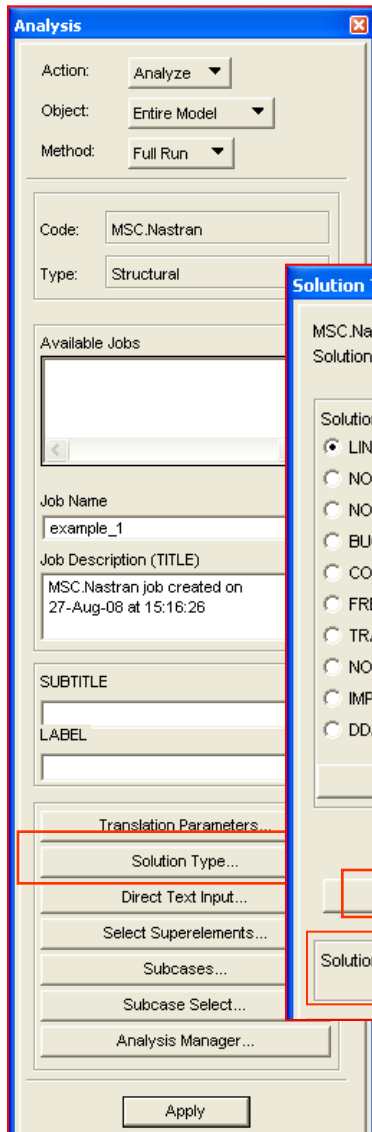 Analysis
Action: Analyze
Object: Entire Model
Method: Full Run
Code: MSC.Nastran
Type: Structural
Available Jobs
Job Name
example_1
Job Description (TITLE)
MSC.Nastran job created on
27-Aug-08 at 15:16:26
SUBTITLE
LABEL
Translation Parameters...
Solution Type...
Direct Text Input...
Select Superelements...
Subcases...
Subcase Select...
Analysis Manager...
Apply
Solution
MSC.Na
Solution
Solutio
LIN
NO
NO
BU
CO
FRE
TRA
NO
IMP
DD
Solutio